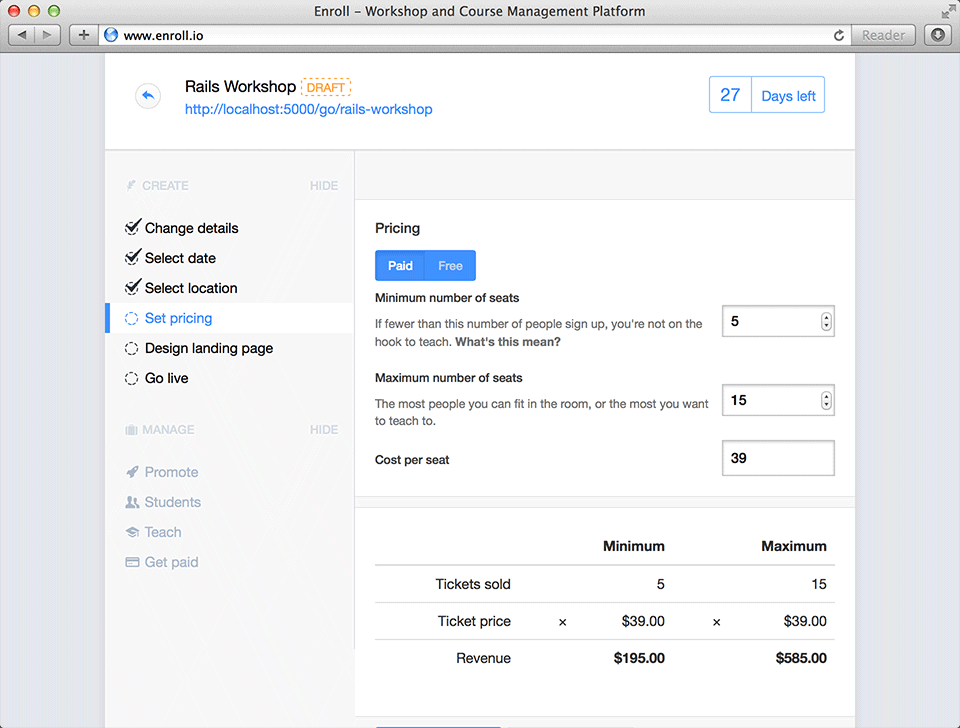 Enroll – Workshop and Course Management Platform
www.enroll.io
Reader
Rails Workshop DRAFT
http://localhost:5000/go/rails-workshop
27 Days left
CREATE HIDE
Change details
Select date
Select location
Set pricing
Design landing page
Go live
MANAGE HIDE
Promote
Students
Teach
Get paid
Pricing
Paid Free
Minimum number of seats
If fewer than this number of people sign up, you're not on the
hook to teach. What's this mean?
5
Maximum number of seats
The most people you can fit in the room, or the most you want
to teach to.
15
Cost per seat
39
Minimum Maximum
Tickets sold 5 15
Ticket price × $39.00 × $39.00
Revenue $195.00 $585.00